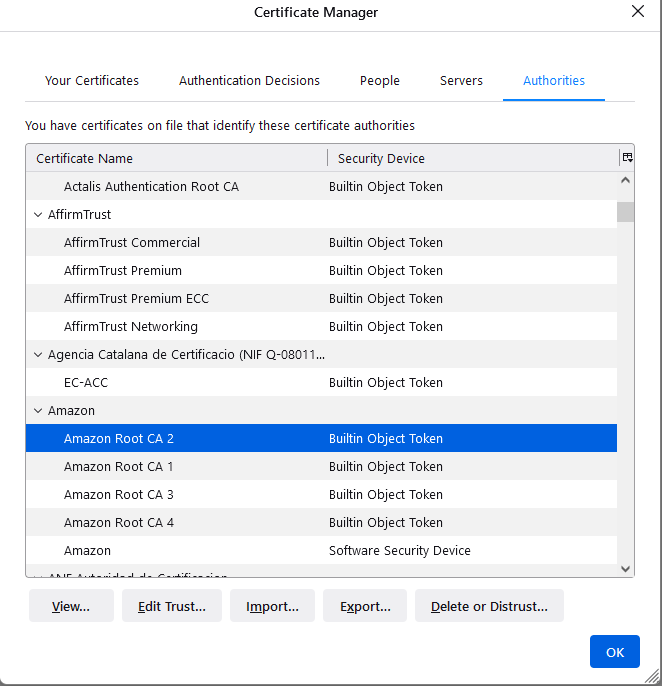 Certificate Manager
Your Certificates Authentication Decisions People Servers Authorities
You have certificates on file that identify these certificate authorities
Certificate Name Security Device
Actalis Authentication Root CA Builtin Object Token
AffirmTrust
AffirmTrust Commercial Builtin Object Token
AffirmTrust Premium Builtin Object Token
AffirmTrust Premium ECC Builtin Object Token
AffirmTrust Networking Builtin Object Token
Agencia Catalana de Certificacio (NIF Q-08011...
EC-ACC Builtin Object Token
Amazon
Amazon Root CA 2 Builtin Object Token
Amazon Root CA 1 Builtin Object Token
Amazon Root CA 3 Builtin Object Token
Amazon Root CA 4 Builtin Object Token
Amazon Software Security Device
ANF Autoridad de Certificacion
View... Edit Trust... Import... Export... Delete or Distrust...
OK